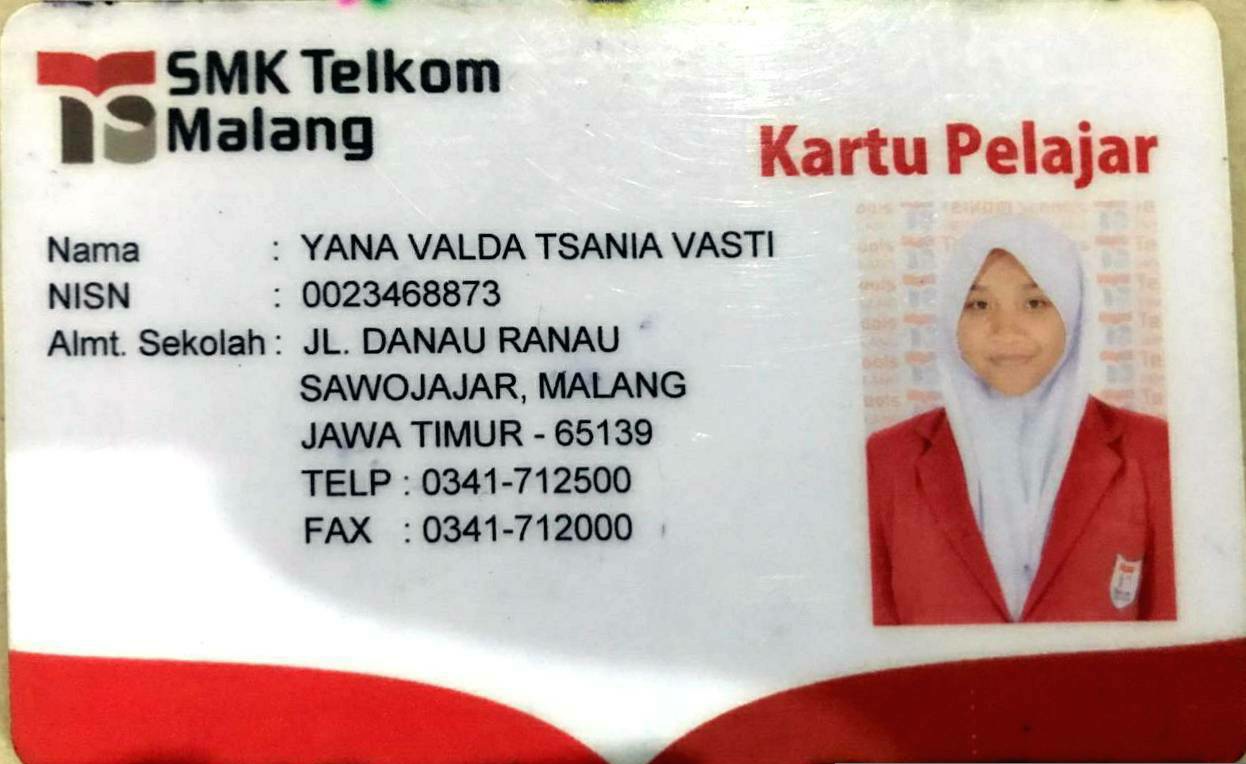 SMK Telkom
Malang
Kartu Pelajar
Nama : YANA VALDA TSANIA VASTI
NISN : 0023468873
Almt. Sekolah : JL. DANAU RANAU
SAWOJAJAR, MALANG
JAWA TIMUR - 65139
TELP : 0341-712500
FAX : 0341-712000